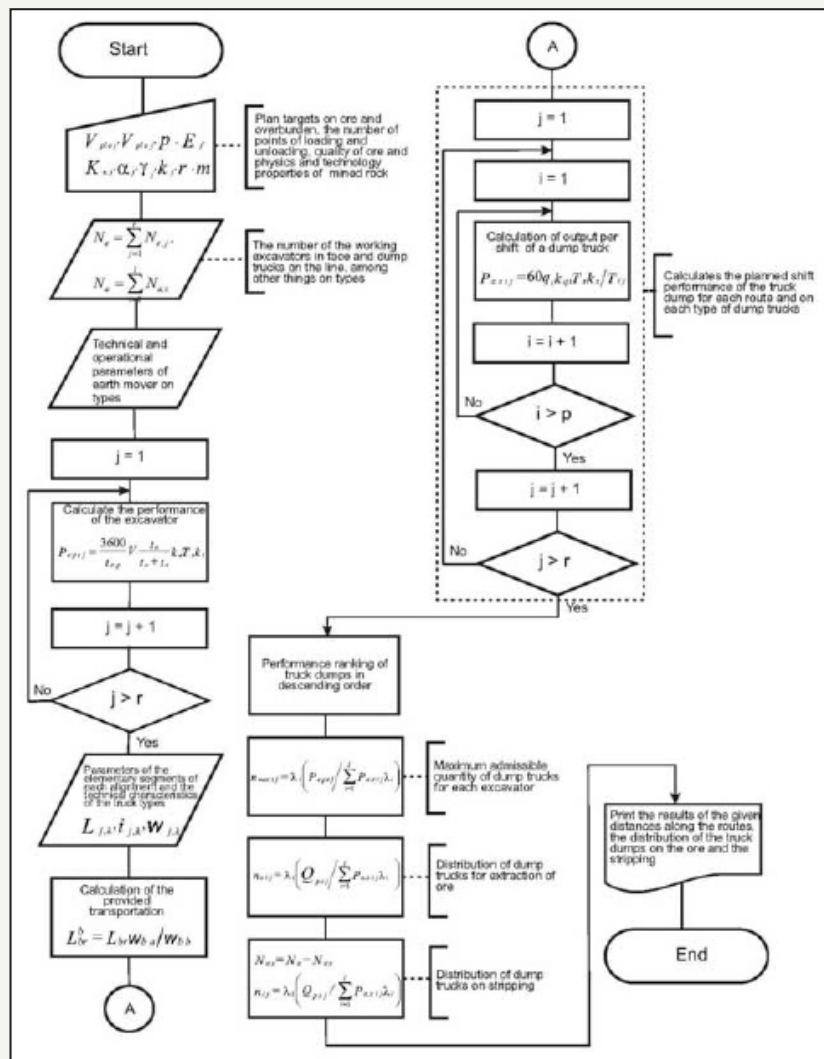 Start
Plan targets on ore and
overburden, the number of
points of loading and
unloading, quality of ore and
physics and technology
properties of mined rock
The number of the working
excavators in face and dump
trucks on the line, among
other things on types
Technical and
operational parameters
of earth mover on
types
j = 1
Calculate the performance
of the excavator
j = j + 1
No
j > r
Yes
Parameters of the
elementary segments of
each alignment and the
technical characteristics
of the truck types
Calculation of the
provided
transportation
A
A
j = 1
i = 1
Calculation of output per
shift of a dump truck
Calculates the planned shift
performance of the truck
dump for each route and on
each type of dump trucks
i = i + 1
No
i > p
Yes
j = j + 1
No
j > r
Yes
Performance ranking of
truck dumps in
descending order
Maximum admissible
quantity of dump trucks
for each excavator
Distribution of dump
trucks for extraction of
ore
Distribution of dump
trucks on stripping
Print the results of the given
distances along the routes,
the distribution of the truck
dumps on the ore and the
stripping
End